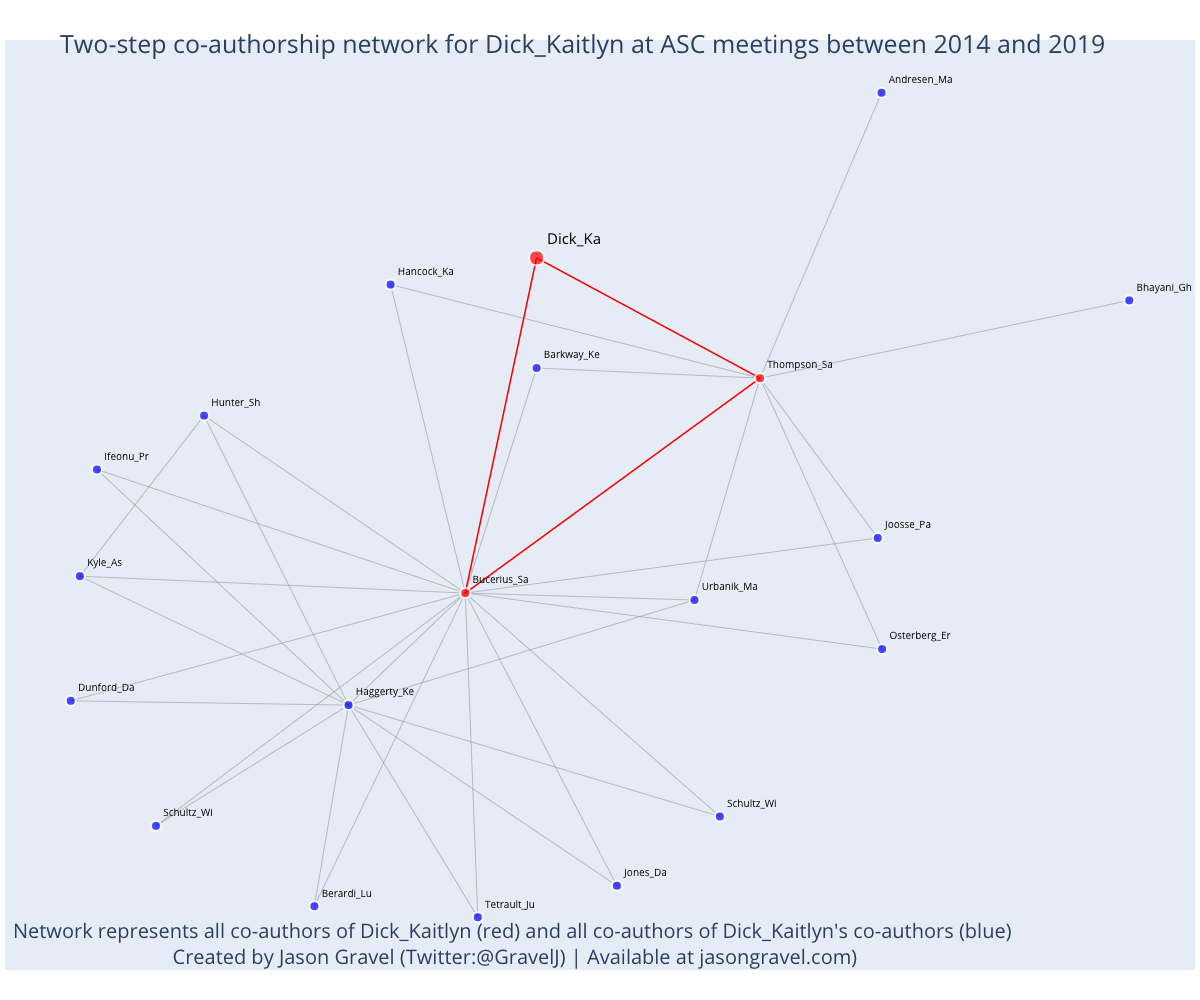 Two-step co-authorship network for Dick_Kaitlyn at ASC meetings between 2014 and 2019
Andresen_Ma
Dick_Ka
Hancock_Ka
Bhayani_Gh
Barkway_Ke
Thompson_Sa
Hunter_Sh
Ifeonu_Pr
Joosse_Pa
Kyle_As
Bucerius_Sa
Urbanik_Ma
Osterberg_Er
Dunford_Da
Haggerty_Ke
Schultz_Wi
Schultz_Wi
Jones_Da
Berardi_Lu
Tetrault_Ju
Network represents all co-authors of Dick_Kaitlyn (red) and all co-authors of Dick_Kaitlyn's co-authors (blue)
Created by Jason Gravel (Twitter:@GravelJ) | Available at jasongravel.com)